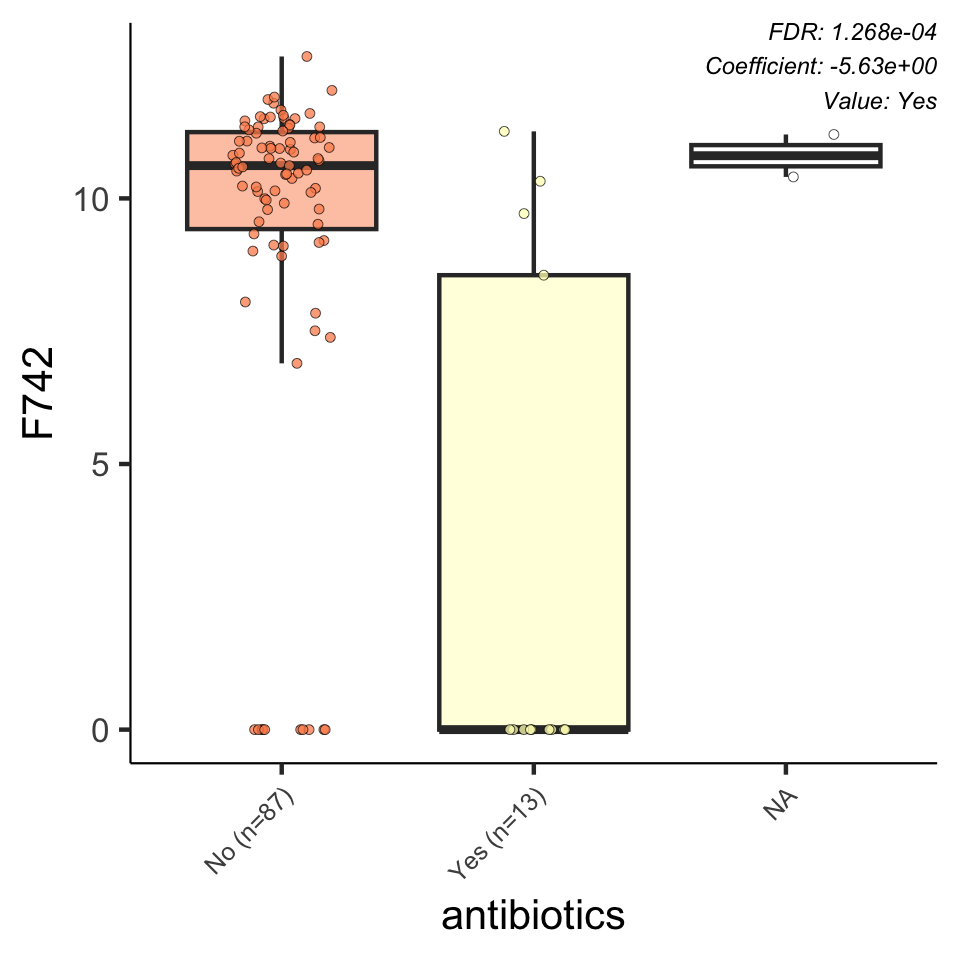 FDR: 1.268e-04
Coefficient: -5.63e+00
Value: Yes
10
5
0
F742
No (n=87)
Yes (n=13)
NA
antibiotics